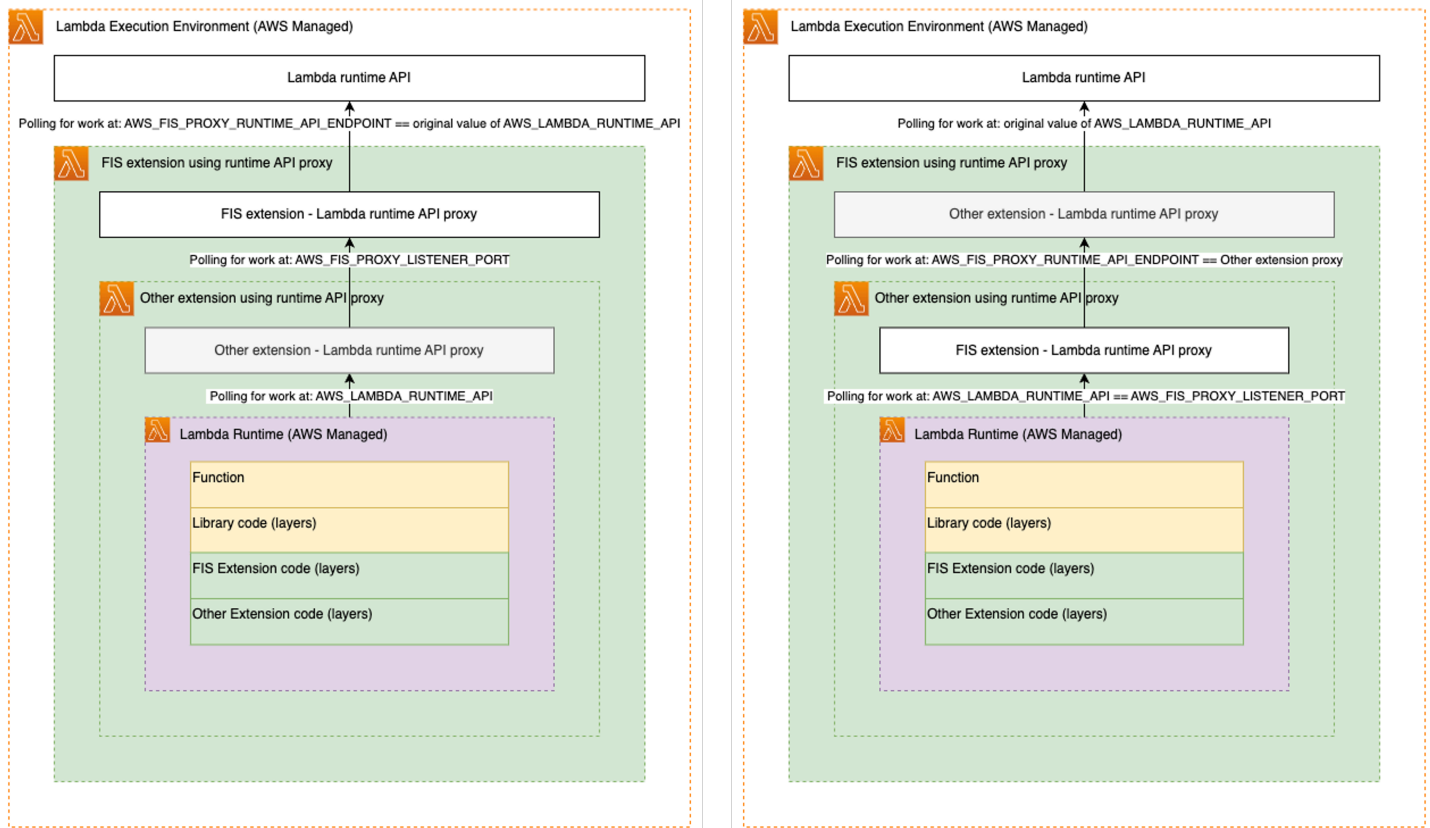 Lambda Execution Environment (AWS Managed)
Lambda runtime API
Polling for work at: AWS_FIS_PROXY_RUNTIME_API_ENDPOINT == original value of AWS_LAMBDA_RUNTIME_API
FIS extension using runtime API proxy
FIS extension - Lambda runtime API proxy
Polling for work at: AWS_FIS_PROXY_LISTENER_PORT
Other extension using runtime API proxy
Other extension - Lambda runtime API proxy
Polling for work at: AWS_LAMBDA_RUNTIME_API
Lambda Runtime (AWS Managed)
Function
Library code (layers)
FIS Extension code (layers)
Other Extension code (layers)
Lambda Execution Environment (AWS Managed)
Lambda runtime API
Polling for work at: original value of AWS_LAMBDA_RUNTIME_API
FIS extension using runtime API proxy
Other extension - Lambda runtime API proxy
Polling for work at: AWS_FIS_PROXY_RUNTIME_API_ENDPOINT == Other extension proxy
Other extension using runtime API proxy
FIS extension - Lambda runtime API proxy
Polling for work at: AWS_LAMBDA_RUNTIME_API == AWS_FIS_PROXY_LISTENER_PORT
Lambda Runtime (AWS Managed)
Function
Library code (layers)
FIS Extension code (layers)
Other Extension code (layers)